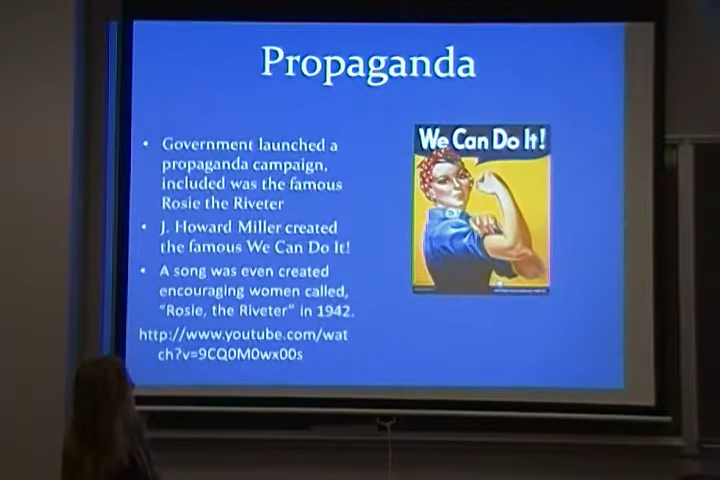 Propaganda
• Government launched a
propaganda campaign,
included was the famous
Rosie the Riveter
• J. Howard Miller created
the famous We Can Do It!
• A song was even created
encouraging women called,
"Rosie, the Riveter" in 1942.
http://www.youtube.com/wat
ch?v=9CQ0M0wx00s
We Can Do It!